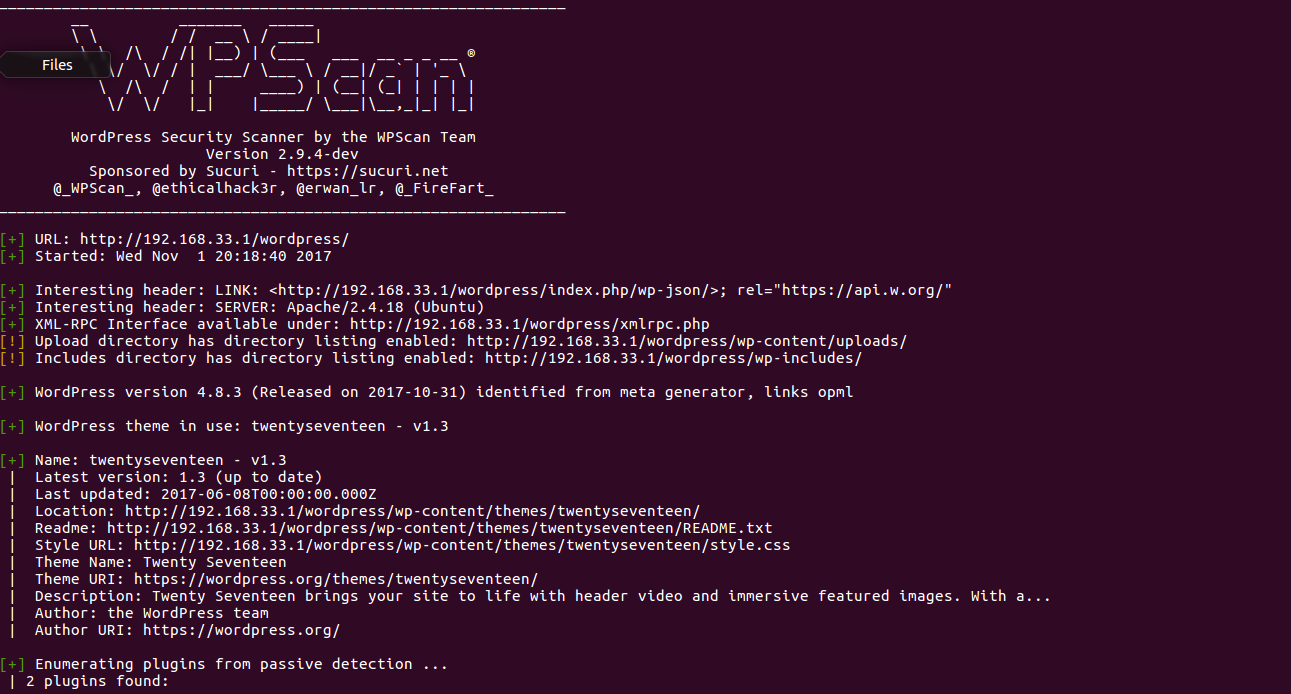 Files
WPScan ®
WordPress Security Scanner by the WPScan Team
Version 2.9.4-dev
Sponsored by Sucuri - https://sucuri.net
@_WPScan_, @ethicalhack3r, @erwan_lr, @_FireFart_
[+] URL: http://192.168.33.1/wordpress/
[+] Started: Wed Nov  1 20:18:40 2017
[+] Interesting header: LINK: <http://192.168.33.1/wordpress/index.php/wp-json/>; rel="https://api.w.org/"
[+] Interesting header: SERVER: Apache/2.4.18 (Ubuntu)
[+] XML-RPC Interface available under: http://192.168.33.1/wordpress/xmlrpc.php
[!] Upload directory has directory listing enabled: http://192.168.33.1/wordpress/wp-content/uploads/
[!] Includes directory has directory listing enabled: http://192.168.33.1/wordpress/wp-includes/
[+] WordPress version 4.8.3 (Released on 2017-10-31) identified from meta generator, links opml
[+] WordPress theme in use: twentyseventeen - v1.3
[+] Name: twentyseventeen - v1.3
|  Latest version: 1.3 (up to date)
|  Last updated: 2017-06-08T00:00:00.000Z
|  Location: http://192.168.33.1/wordpress/wp-content/themes/twentyseventeen/
|  Readme: http://192.168.33.1/wordpress/wp-content/themes/twentyseventeen/README.txt
|  Style URL: http://192.168.33.1/wordpress/wp-content/themes/twentyseventeen/style.css
|  Theme Name: Twenty Seventeen
|  Theme URI: https://wordpress.org/themes/twentyseventeen/
|  Description: Twenty Seventeen brings your site to life with header video and immersive featured images. With a...
|  Author: the WordPress team
|  Author URI: https://wordpress.org/
[+] Enumerating plugins from passive detection ...
| 2 plugins found: